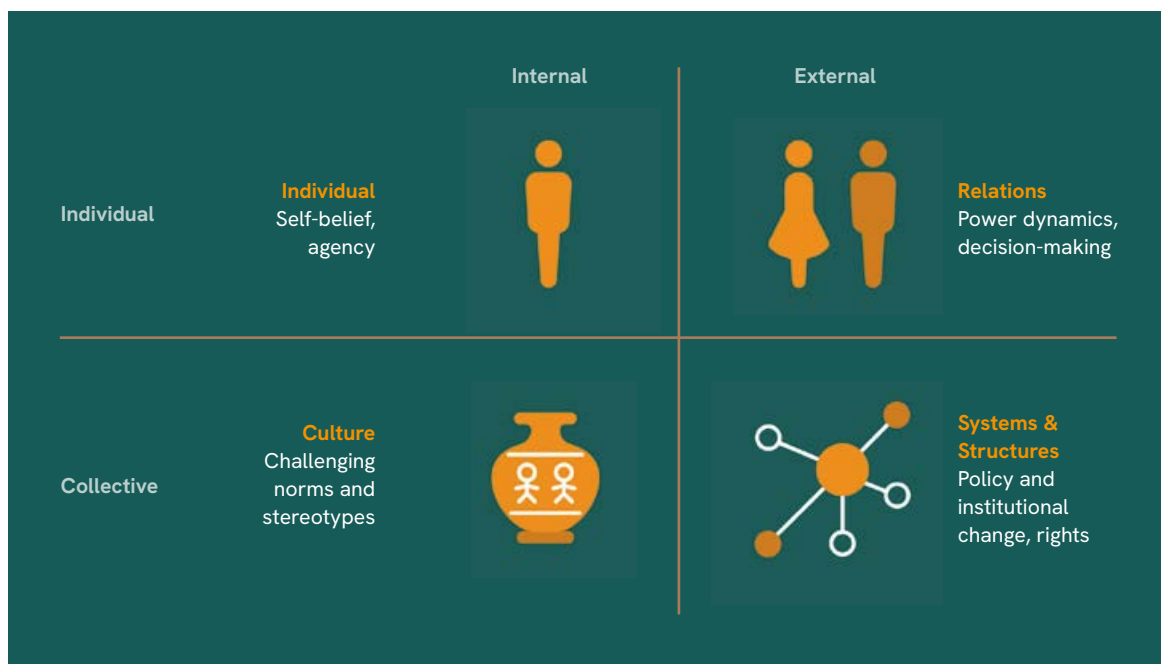 Internal
External
Individual
Individual
Self-belief,
agency
Relations
Power dynamics,
decision-making
Collective
Culture
Challenging
norms and
stereotypes
Systems &
Structures
Policy and
institutional
change, rights